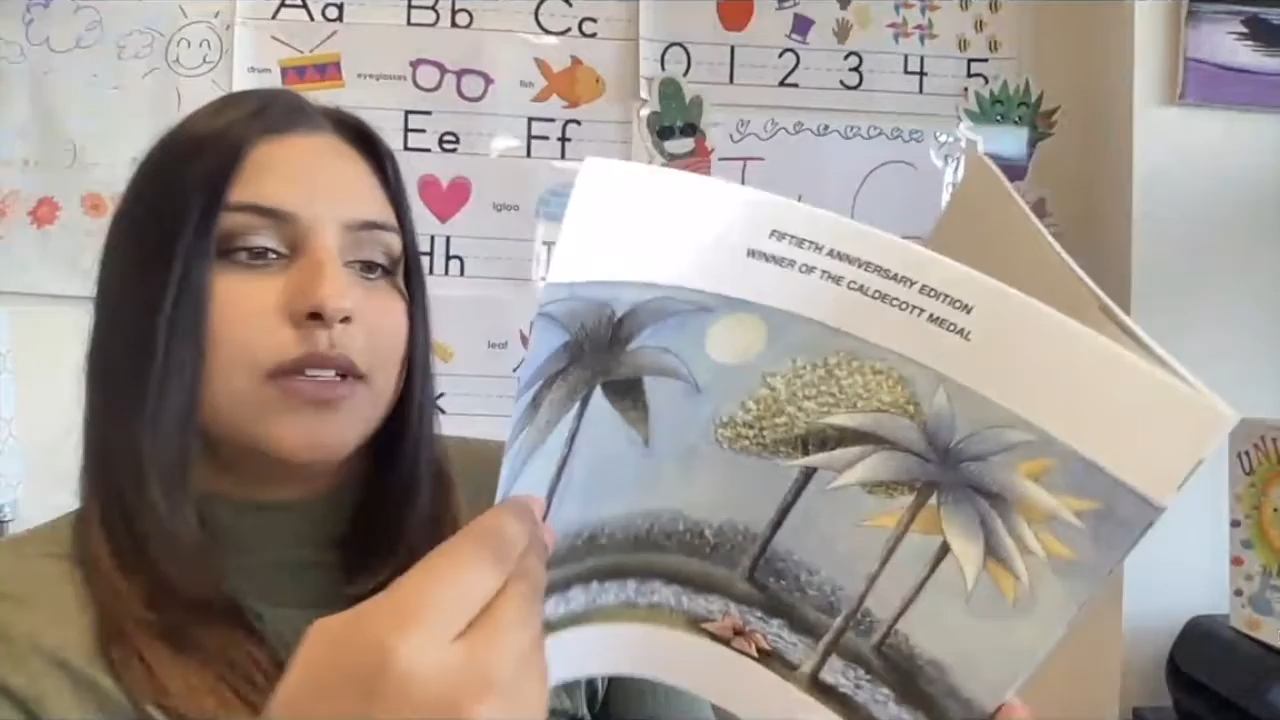 Aa Bb Cc
drum
eyeglasses
fish
0 1 2 3 4 5
Ee Ff
igloo
Hh
leaf
FIFTIETH ANNIVERSARY EDITION
WINNER OF THE CALDECOTT MEDAL